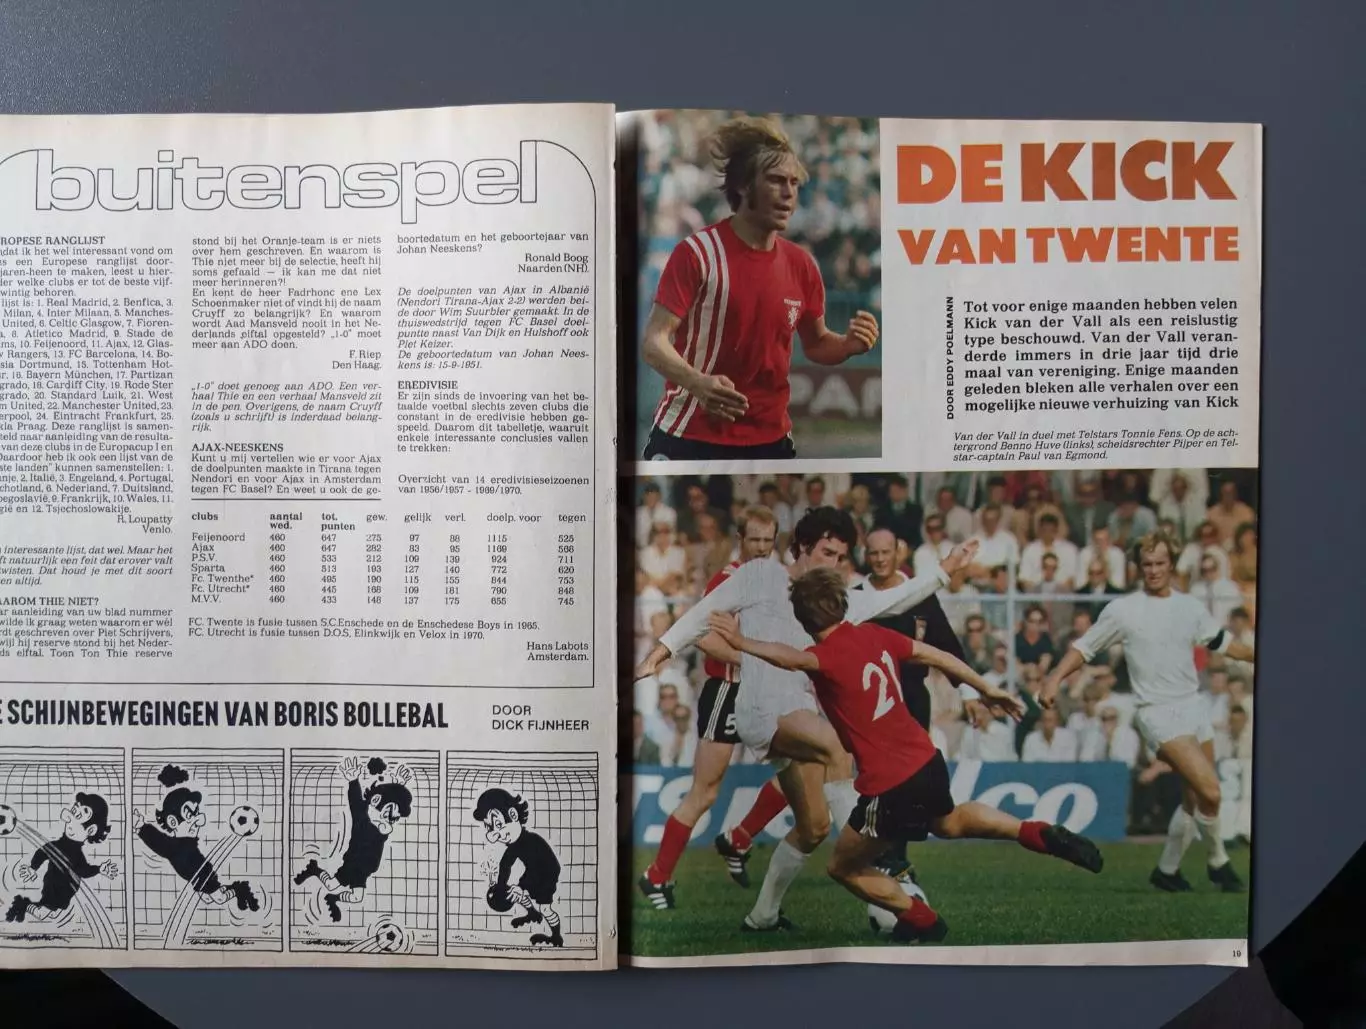 buitenspel
ROPESE RANGLIJST
dat ik het wel interessant vond om
s een Europese ranglijst door-
jaren-heen te maken, leest u hier-
der welke clubs er tot de beste vijf-
wintig behoren.
lijst is: 1. Real Madrid, 2. Benfica, 3.
Milan, 4. Inter Milaan, 5. Manches-
United, 6. Celtic Glasgow, 7. Floren-
a, 8. Atletico Madrid, 9. Stade de
ms, 10. Feijenoord, 11. Ajax, 12. Glas-
w Rangers, 13. FC Barcelona, 14. Bo-
sia Dortmund, 15. Tottenham Hot-
r, 16. Bayern München, 17. Partizan
grado, 18. Cardiff City, 19. Rode Ster
grado, 20. Standard Luik, 21. West
m United, 22. Manchester United, 23.
erpool, 24. Eintracht Frankfurt, 25.
kla Praag. Deze ranglijst is samen-
teld naar aanleiding van de resulta-
van deze clubs in de Europacup I en
Daardoor heb ik ook een lijst van de
ste landen" kunnen samenstellen: 1.
nje, 2. Italië, 3. Engeland, 4. Portugal,
chotland, 6. Nederland, 7. Duitsland,
egoslavië, 9. Frankrijk, 10. Wales, 11.
gië en 12. Tsjechoslowakije.
R. Loupatty
Venlo.
interessante lijst, dat wel. Maar het
ft natuurlijk een feit dat erover valt
twisten. Dat houd je met dit soort
en altijd.
AROM THIE NIET?
ar aanleiding van uw blad nummer
wilde ik graag weten waarom er wél
rdt geschreven over Piet Schrijvers,
wijl hij reserve stond bij het Neder-
ds elftal. Toen Ton Thie reserve
stond bij het Oranje-team is er niets
over hem geschreven. En waarom is
Thie niet meer bij de selectie, heeft hij
soms gefaald — ik kan me dat niet
meer herinneren?!
En kent de heer Fadrhonc ene Lex
Schoenmaker niet of vindt hij de naam
Cruyff zo belangrijk? En waarom
wordt Aad Mansveld nooit in het Ne-
derlands elftal opgesteld? „1-0" moet
meer aan ADO doen.
F. Riep
Den Haag.
„1-0" doet genoeg aan ADO. Een ver-
haal! Thie en een verhaal! Mansveld zit
in de pen. Overigens, de naam Cruyff
(zoals u schrijft) is inderdaad belang-
rijk.
AJAX-NEESKENS
Kunt u mij vertellen wie er voor Ajax
de doelpunten maakte in Tirana tegen
Nendori en voor Ajax in Amsterdam
tegen FC Basel? En weet u ook de ge-
boortedatum en het geboortejaar van
Johan Neeskens?
Ronald Boog
Naarden (NH).
De doelpunten van Ajax in Albanië
(Nendori Tirana-Ajax 2-2) werden bei-
de door Wim Suurbier gemaakt. In de
thuiswedstrijd tegen FC Basel doel-
punte naast Van Dijk en Hulshoff ook
Piet Keizer.
De geboortedatum van Johan Nees-
kens is: 15-9-1951.
EREDIVISIE
Er zijn sinds de invoering van het be-
taalde voetbal slechts zeven clubs die
constant in de eredivisie hebben ge-
speeld. Daarom dit tabelletje, waaruit
enkele interessante conclusies vallen
te trekken:
Overzicht van 14 eredivisieseizoenen
van 1956/1957 - 1969/1970.
clubs aantal wed. tot. punten gew. gelijk verl. doelp. voor tegen
Feijenoord 460 647 275 97 88 1115 525
Ajax 460 647 282 83 95 1169 568
P.S.V. 460 533 212 109 139 924 711
Sparta 460 513 193 127 140 772 620
Fc. Twenthe* 460 495 190 115 155 844 753
Fc. Utrecht* 460 445 168 109 181 790 848
M.V.V. 460 433 148 137 175 655 745
FC. Twente is fusie tussen S.C. Enschede en de Enschedese Boys in 1965.
FC. Utrecht is fusie tussen D.O.S, Elinkwijk en Velox in 1970.
Hans Labots
Amsterdam.
E SCHIJNBEWEGINGEN VAN BORIS BOLLEBAL
DOOR
DICK FIJNHEER
DE KICK
VAN TWENTE
DOOR EDDY POELMANN
Tot voor enige maanden hebben velen
Kick van der Vall als een reislustig
type beschouwd. Van der Vall veran-
derde immers in drie jaar tijd drie
maal van vereniging. Enige maanden
geleden bleken alle verhalen over een
mogelijke nieuwe verhuizing van Kick
Van der Vall in duel met Telstars Tonnie Fens. Op de ach-
tergrond Benno Huve (links), scheidsrechter Pijper en Tel-
star-captain Paul van Egmond.
5
21
19